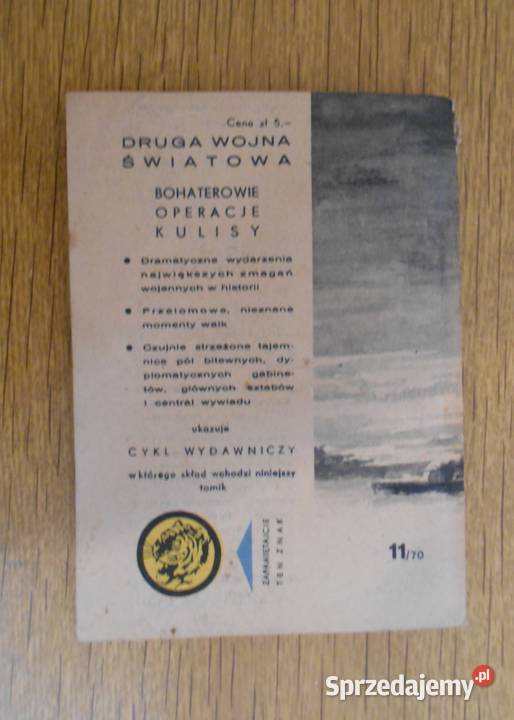 Cena zł 5,—
DRUGA WOJNA
ŚWIATOWA
BOHATEROWIE
OPERACJE
KULISY
● Dramatyczne wydarzenia
największych zmagań
wojennych w historii
● Przełomowe, nieznane
momenty walk
● Czujnie strzeżone tajem-
nice pól bitewnych, dy-
plomatycznych gabine-
tów, głównych sztabów
i central wywiadu
ukazuje
CYKL WYDAWNICZY
w którego skład wchodzi niniejszy
tomik
ZAPAMIĘTAJCIE
TEN ZNAK
11/70
Sprzedajemy.pl